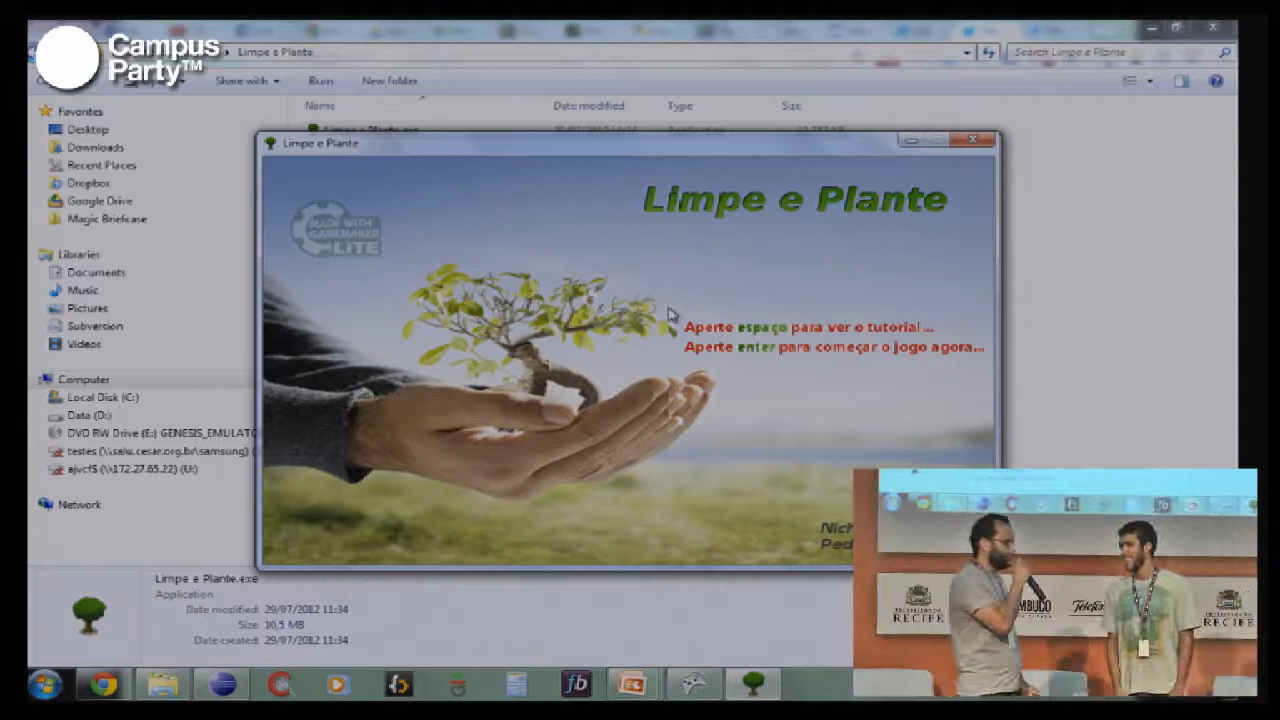 Campus
Party™
Limpe e Plante
Search Limpe e Plante
Share with
Burn
New folder
Name
Date modified
Type
Size
Favorites
Desktop
Downloads
Recent Places
Dropbox
Google Drive
Magic Briefcase
Libraries
Documents
Music
Pictures
Subversion
Videos
Computer
Local Disk (C:)
Data (D:)
DVD RW Drive (E:) GENESIS_EMULATO
testes (\\saliu.cesar.org.br\samsung) (
ajvcf$ (\\172.27.65.22) (U:)
Network
Limpe e Plante
MADE WITH
GAMEMAKER
LITE
Limpe e Plante
Aperte espaço para ver o tutorial ...
Aperte enter para começar o jogo agora...
Nich
Ped
Limpe e Plante.exe
Application
Date modified: 29/07/2012 11:34
Size: 10,5 MB
Date created: 29/07/2012 11:34
RECIFE
MBUCO
Telefo
RECIFE